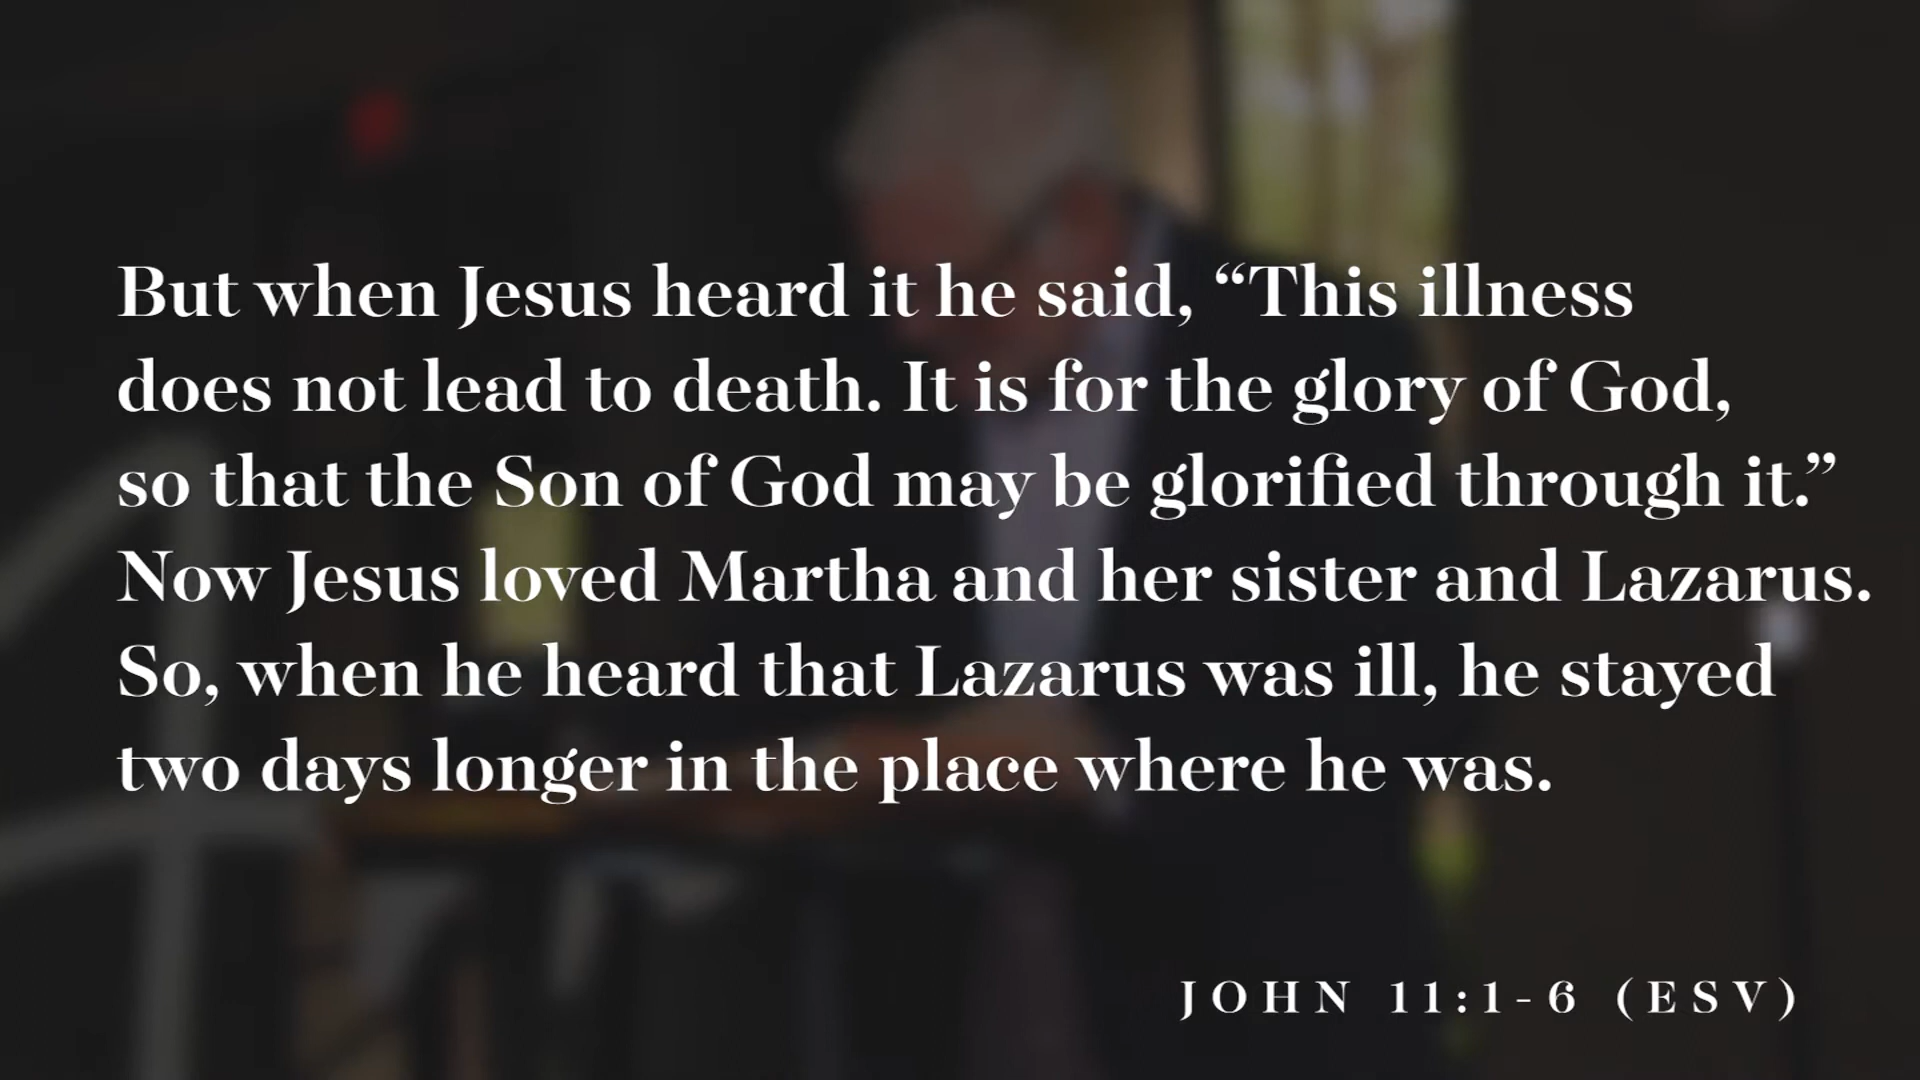 But when Jesus heard it he said, “This illness
does not lead to death. It is for the glory of God,
so that the Son of God may be glorified through it.”
Now Jesus loved Martha and her sister and Lazarus.
So, when he heard that Lazarus was ill, he stayed
two days longer in the place where he was.
JOHN 11:1-6 (ESV)